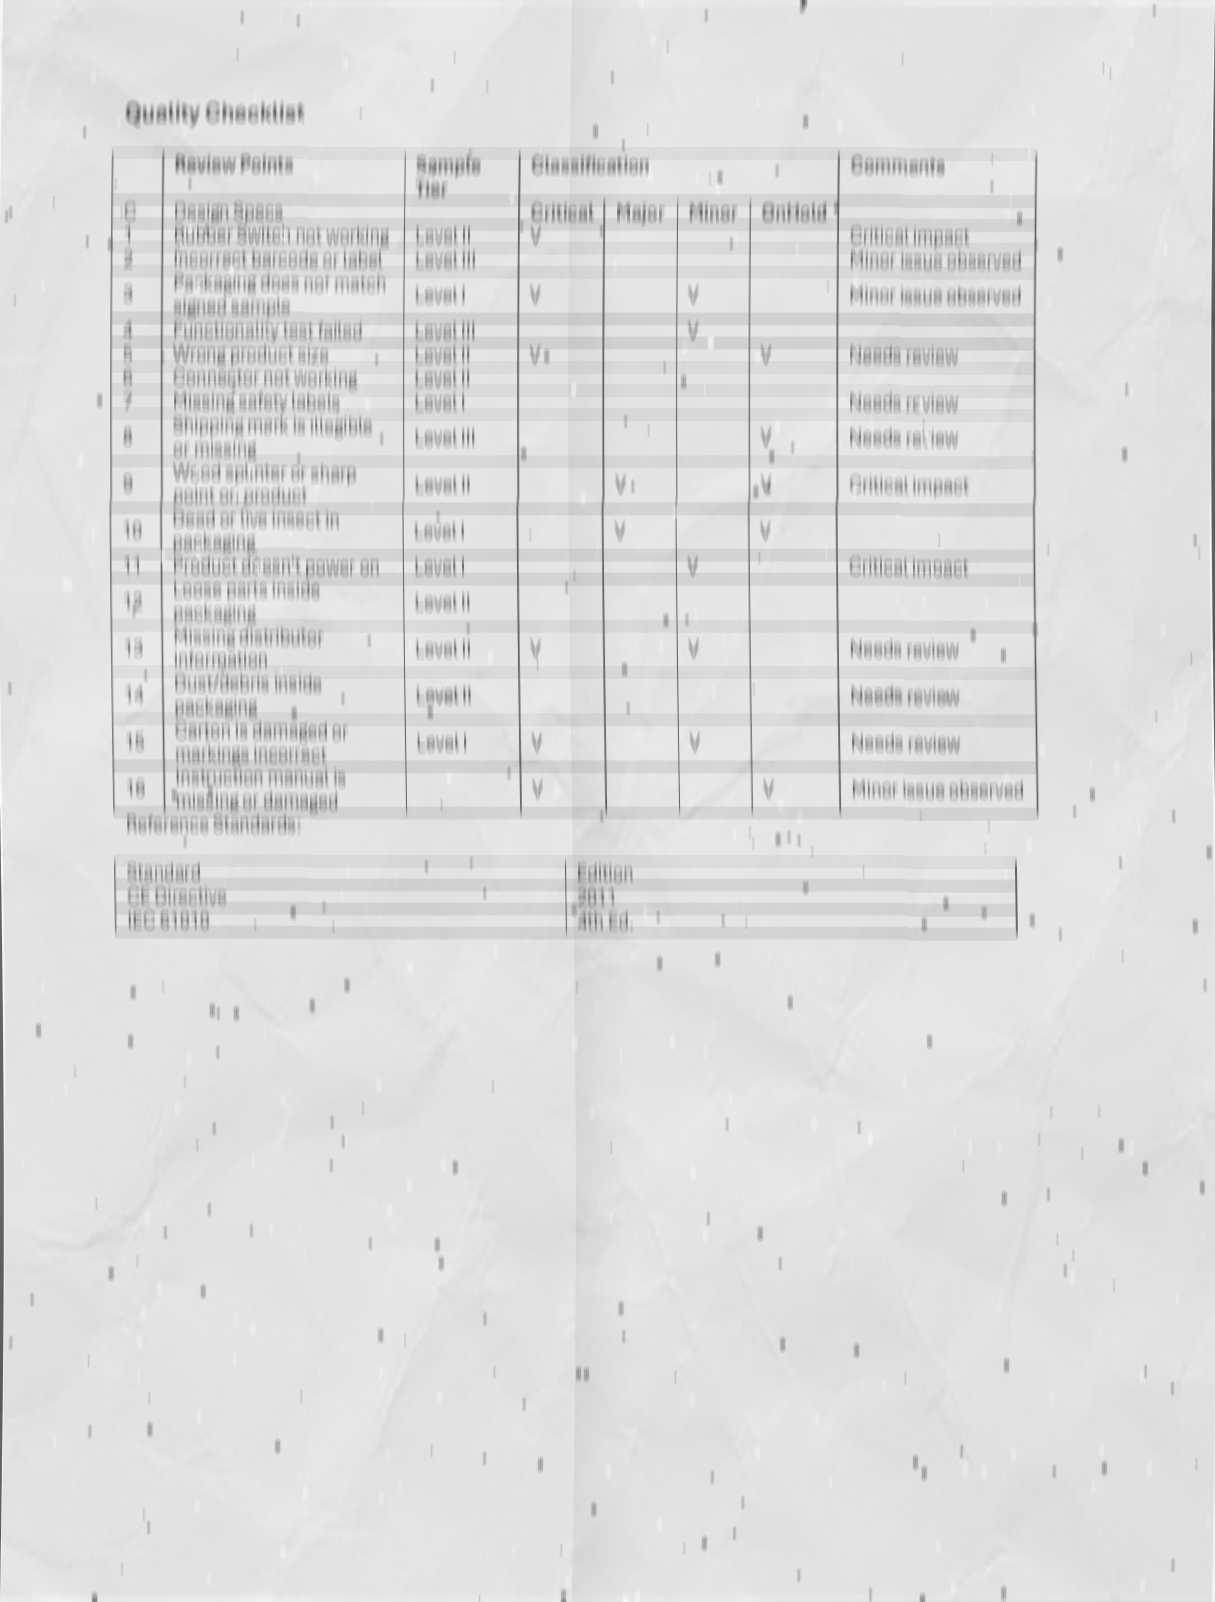 Quality Checklist
Review Points Sample Tier Classification Comments
C Design Specs Critical Major Minor OnHold
1 Rubber Switch not working Level II V Critical impact
2 Incorrect barcode or label Level III Minor issue observed
3 Packaging does not match signed sample Level I V V Minor issue observed
4 Functionality test failed Level III V
5 Wrong product size Level II V V Needs review
6 Connector not working Level II
7 Missing safety labels Level I Needs review
8 Shipping mark is illegible or missing Level III V Needs review
9 Wood splinter or sharp point on product Level II V V Critical impact
10 Dead or live insect in packaging Level I V V
11 Product doesn't power on Level I V Critical impact
12 Loose parts inside packaging Level II
13 Missing distributor information Level II V V Needs review
14 Dust/debris inside packaging Level II Needs review
15 Carton is damaged or markings incorrect Level I V V Needs review
16 Instruction manual is missing or damaged V V Minor issue observed
Reference Standards:
Standard Edition
CE Directive 2011
IEC 61010 4th Ed.